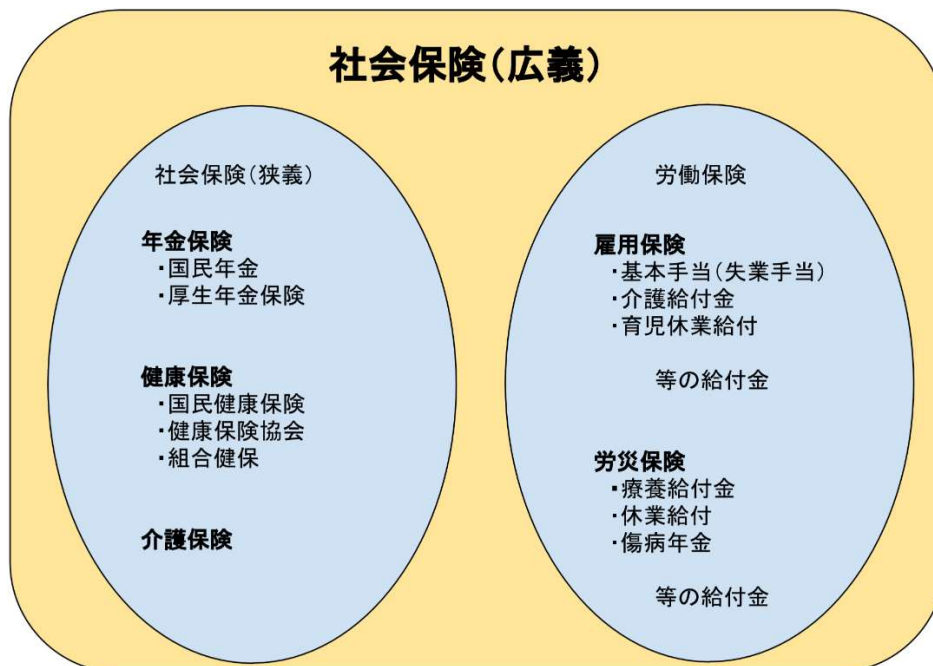 社会保険（広義）
社会保険（狭義）
年金保険
・国民年金
・厚生年金保険
健康保険
・国民健康保険
・健康保険協会
・組合健保
介護保険
労働保険
雇用保険
・基本手当（失業手当）
・介護給付金
・育児休業給付
等の給付金
労災保険
・療養給付金
・休業給付
・傷病年金
等の給付金